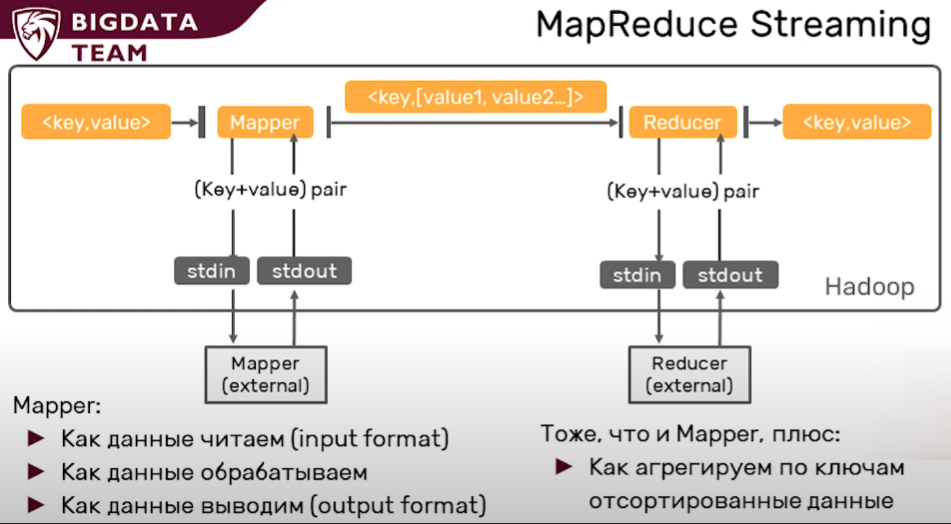 BIGDATA
TEAM
MapReduce Streaming
<key,[value1, value2...]>
<key,value>
Mapper
Reducer
<key,value>
(Key+value) pair
(Key+value) pair
stdin
stdout
stdin
stdout
Hadoop
Mapper
(external)
Reducer
(external)
Mapper:
Как данные читаем (input format)
Как данные обрабатываем
Как данные выводим (output format)
Тоже, что и Mapper, плюс:
Как агрегируем по ключам
отсортированные данные